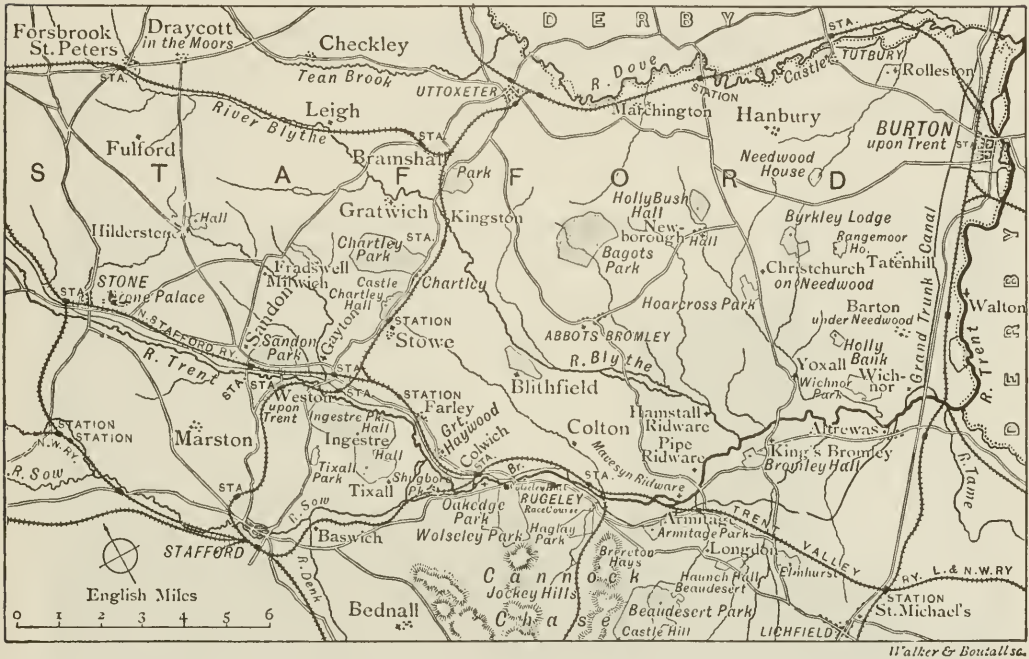 DERBY
Forsbrook
St. Peters
Draycott
in the Moors
Checkley
Tean Brook
STA.
UTTOXETER
R. Dove
STATION
Castle
STA.
TUTBURY
Rolleston
Leigh
River Blythe
STA.
Marchington
Hanbury
BURTON
upon Trent
STA.
Fulford
Bramshall
Park
Needwood
House
STAFFORD
Hall
Gratwich
Kingston
STA.
HollyBush
Hall
New-
borough
Hall
Byrkley Lodge
Rangemoor
Ho.
Tatenhill
Hilderstone
Chartley
Park
Bagots
Park
Fradswell
Milwich
Castle
Chartley
Hall
Chartley
Christchurch
on Needwood
STONE
STA.
Stone Palace
Hoarcross Park
Barton
under Needwood
Walton
DERBY
N. STAFFORD. RY.
Sandon
Sandon
Park
Gayton
STATION
Stowe
ABBOTS BROMLEY
R. Blythe
Holly
Bank
Yoxall
Wichnor
Park
Wich-
nor
Grand Trunk Canal
R. Trent
R. Trent
STA.
STA.
STA.
STA.
Weston
upon
Trent
Blithfield
STATION
Farley
Ingestre Pk.
Hall
Ingestre
Hall
Grt.
Haywood
Colwich
STA.
Hamstall
Ridware
Pipe
Ridware
Colton
Mavesyn Ridware
Alrewas
King's Bromley
Bromley Hall
STATION
STATION
N.W.RY.
R. Sow
Marston
Tixall
Park
Tixall
Shugboro
Pk.
Br.
STA.
R. Tame
STA.
R. Sow
Oakedge
Park
RUGELEY
RaceCourse
Wolseley Park
Hagley
Park
Armitage
Armitage Park
TRENT
VALLEY
RY.
L. & N.W.RY
STAFFORD
Baswich
Longdon
Elmhurst
Brereton
Hays
Cannock
Jockey Hills
Chase
Haunch Hall
Beaudesert
Beaudesert Park
Castle Hill
STATION
St. Michael's
LICHFIELD
R. Penk
Bednall
English Miles
0 1 2 3 4 5 6
Walker & Boutall sc.